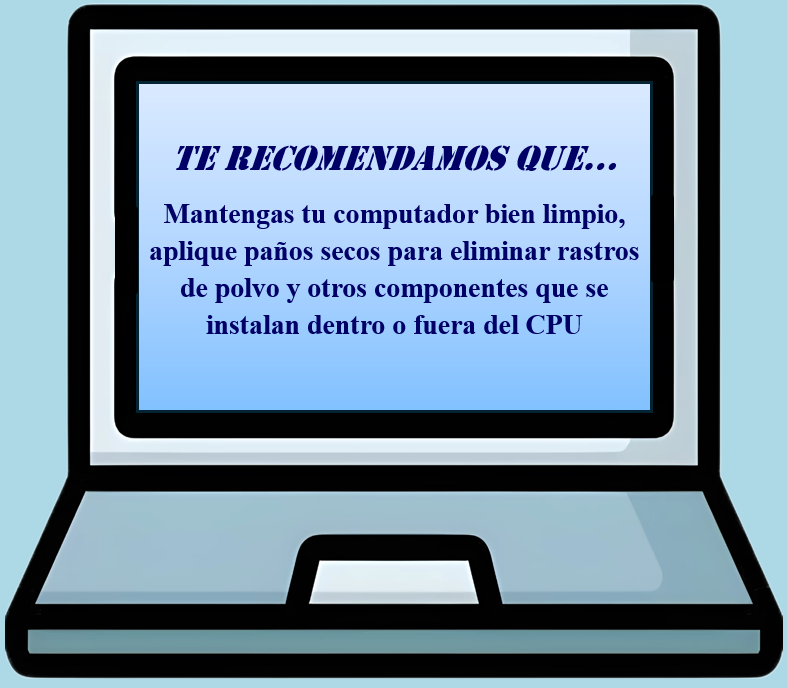 TE RECOMENDAMOS QUE...
Mantengas tu computador bien limpio,
aplique paños secos para eliminar rastros
de polvo y otros componentes que se
instalan dentro o fuera del CPU